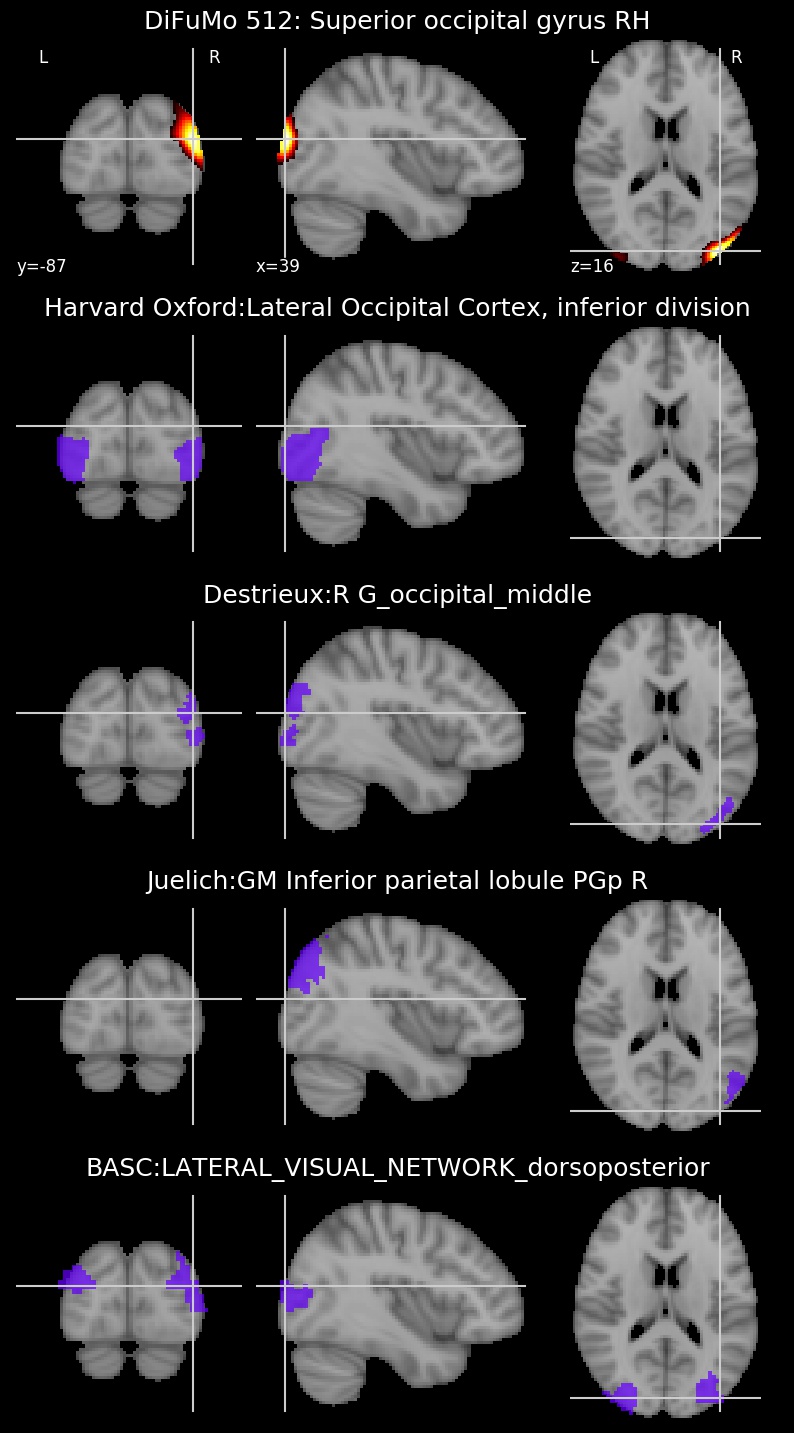 DiFuMo 512: Superior occipital gyrus RH
L R L R
y=-87 x=39 z=16
Harvard Oxford:Lateral Occipital Cortex, inferior division
Destrieux:R G_occipital_middle
Juelich:GM Inferior parietal lobule PGp R
BASC:LATERAL_VISUAL_NETWORK_dorsoposterior